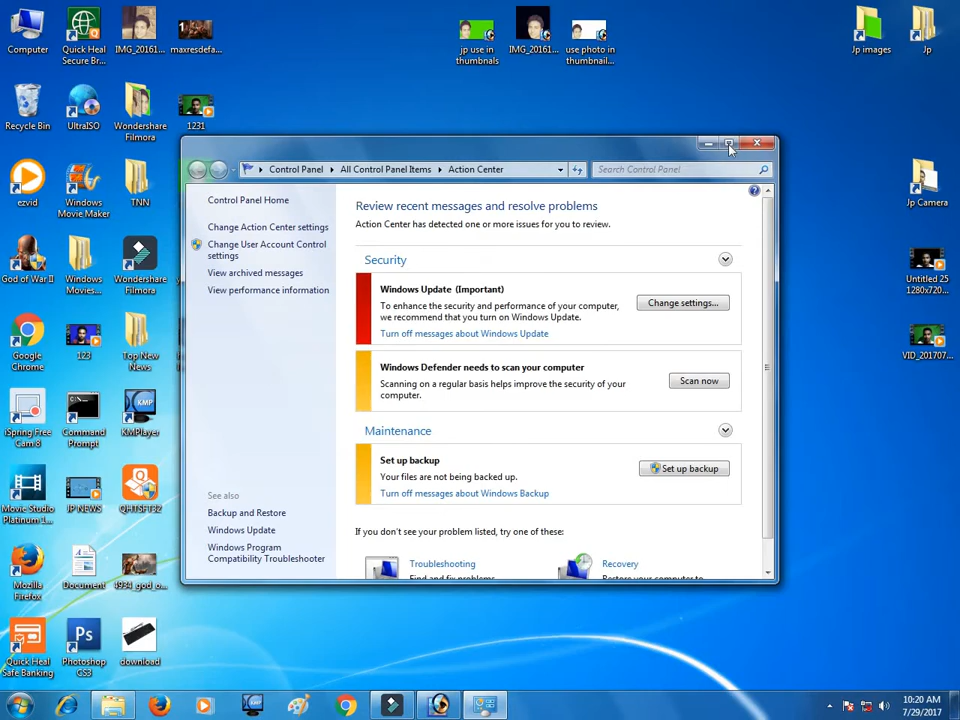 Computer
Quick Heal
Secure Br...
IMG_20161...
maxresdefa...
jp use in
thumbnals
IMG_20161...
use photo in
thumbnail...
Jp images
Jp
Recycle Bin
UltraISO
Wondershare
Filmora
1231
ezvid
Windows
Movie Maker
TNN
Jp Camera
God of War II
Windows
Movies...
Wondershare
Filmora
Untitled 25
1280x720...
Google
Chrome
123
Top New
News
VID_201707...
iSpring Free
Cam 8
Command
Prompt
KMPlayer
Movie Studio
Platinum 1...
JP NEWS
QHTSFT32
Mozilla
Firefox
Document
4934_god_o...
Quick Heal
Safe Banking
Photoshop
CS3
download
Control Panel
All Control Panel Items
Action Center
Search Control Panel
Control Panel Home
Change Action Center settings
Change User Account Control
settings
View archived messages
View performance information
See also
Backup and Restore
Windows Update
Windows Program
Compatibility Troubleshooter
Review recent messages and resolve problems
Action Center has detected one or more issues for you to review.
Security
Windows Update (Important)
To enhance the security and performance of your computer,
we recommend that you turn on Windows Update.
Turn off messages about Windows Update
Change settings...
Windows Defender needs to scan your computer
Scanning on a regular basis helps improve the security of your
computer.
Scan now
Maintenance
Set up backup
Your files are not being backed up.
Turn off messages about Windows Backup
Set up backup
If you don't see your problem listed, try one of these:
Troubleshooting
Find and fix problems
Recovery
Restore your computer to
10:20 AM
7/29/2017